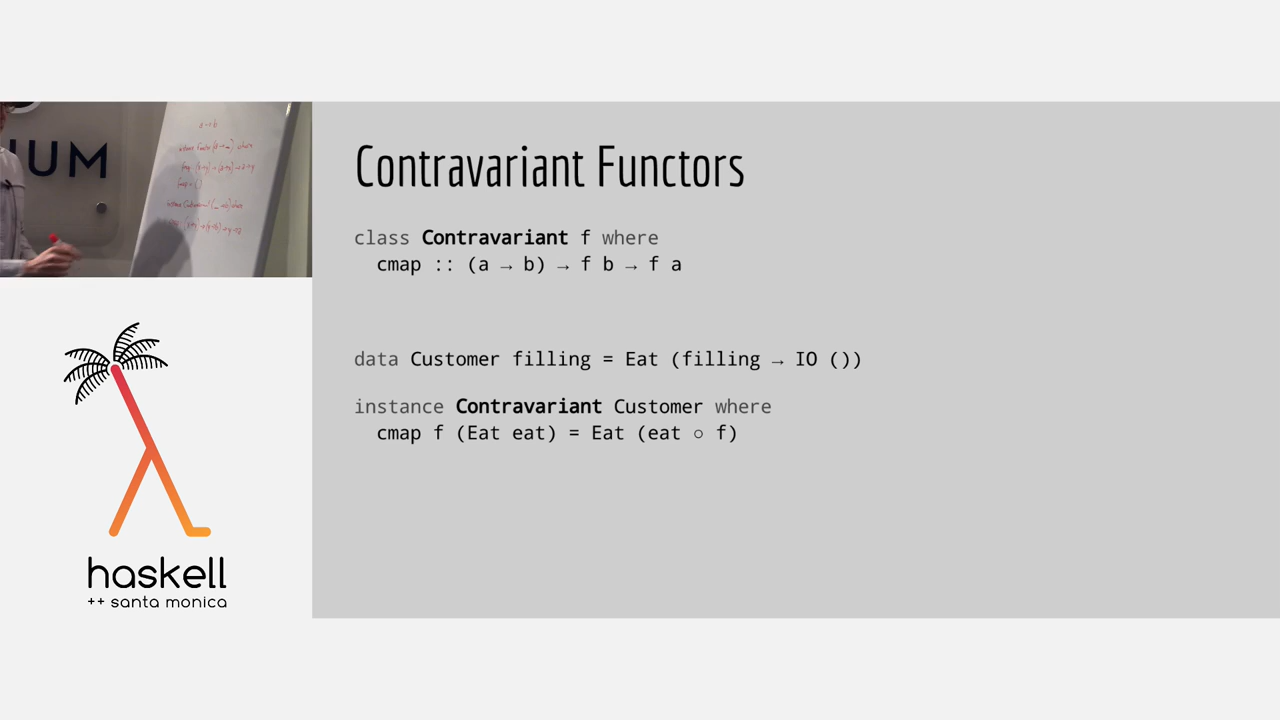 IUM
a → b
Contravariant Functors
class Contravariant f where
cmap :: (a → b) → f b → f a
data Customer filling = Eat (filling → IO ())
instance Contravariant Customer where
cmap f (Eat eat) = Eat (eat ○ f)
haskell
++ santa monica